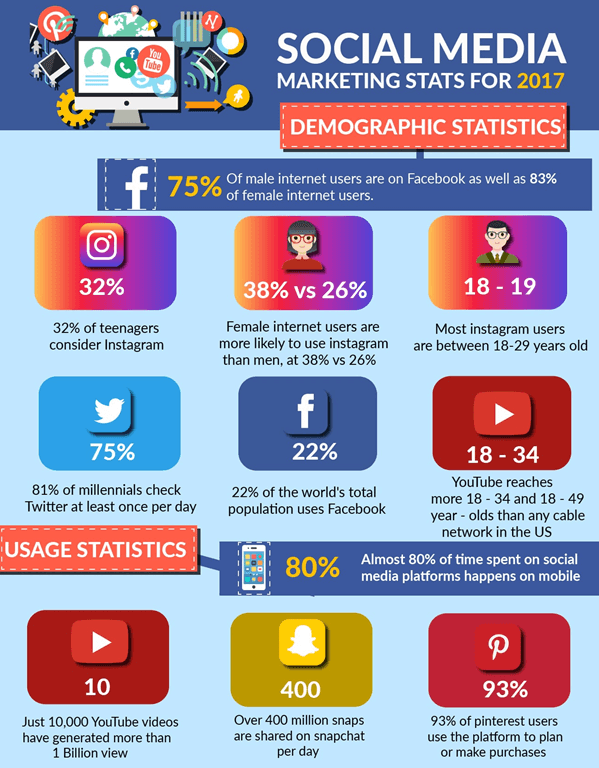 You
Tube
SOCIAL MEDIA
MARKETING STATS FOR 2017
DEMOGRAPHIC STATISTICS
75% Of male internet users are on Facebook as well as 83%
of female internet users.
32%
32% of teenagers
consider Instagram
38% vs 26%
Female internet users are
more likely to use instagram
than men, at 38% vs 26%
18 - 19
Most instagram users
are between 18-29 years old
75%
81% of millennials check
Twitter at least once per day
22%
22% of the world's total
population uses Facebook
18 - 34
YouTube reaches
more 18 - 34 and 18 - 49
year - olds than any cable
network in the US
USAGE STATISTICS
80% Almost 80% of time spent on social
media platforms happens on mobile
10
Just 10,000 YouTube videos
have generated more than
1 Billion view
400
Over 400 million snaps
are shared on snapchat
per day
93%
93% of pinterest users
use the platform to plan
or make purchases